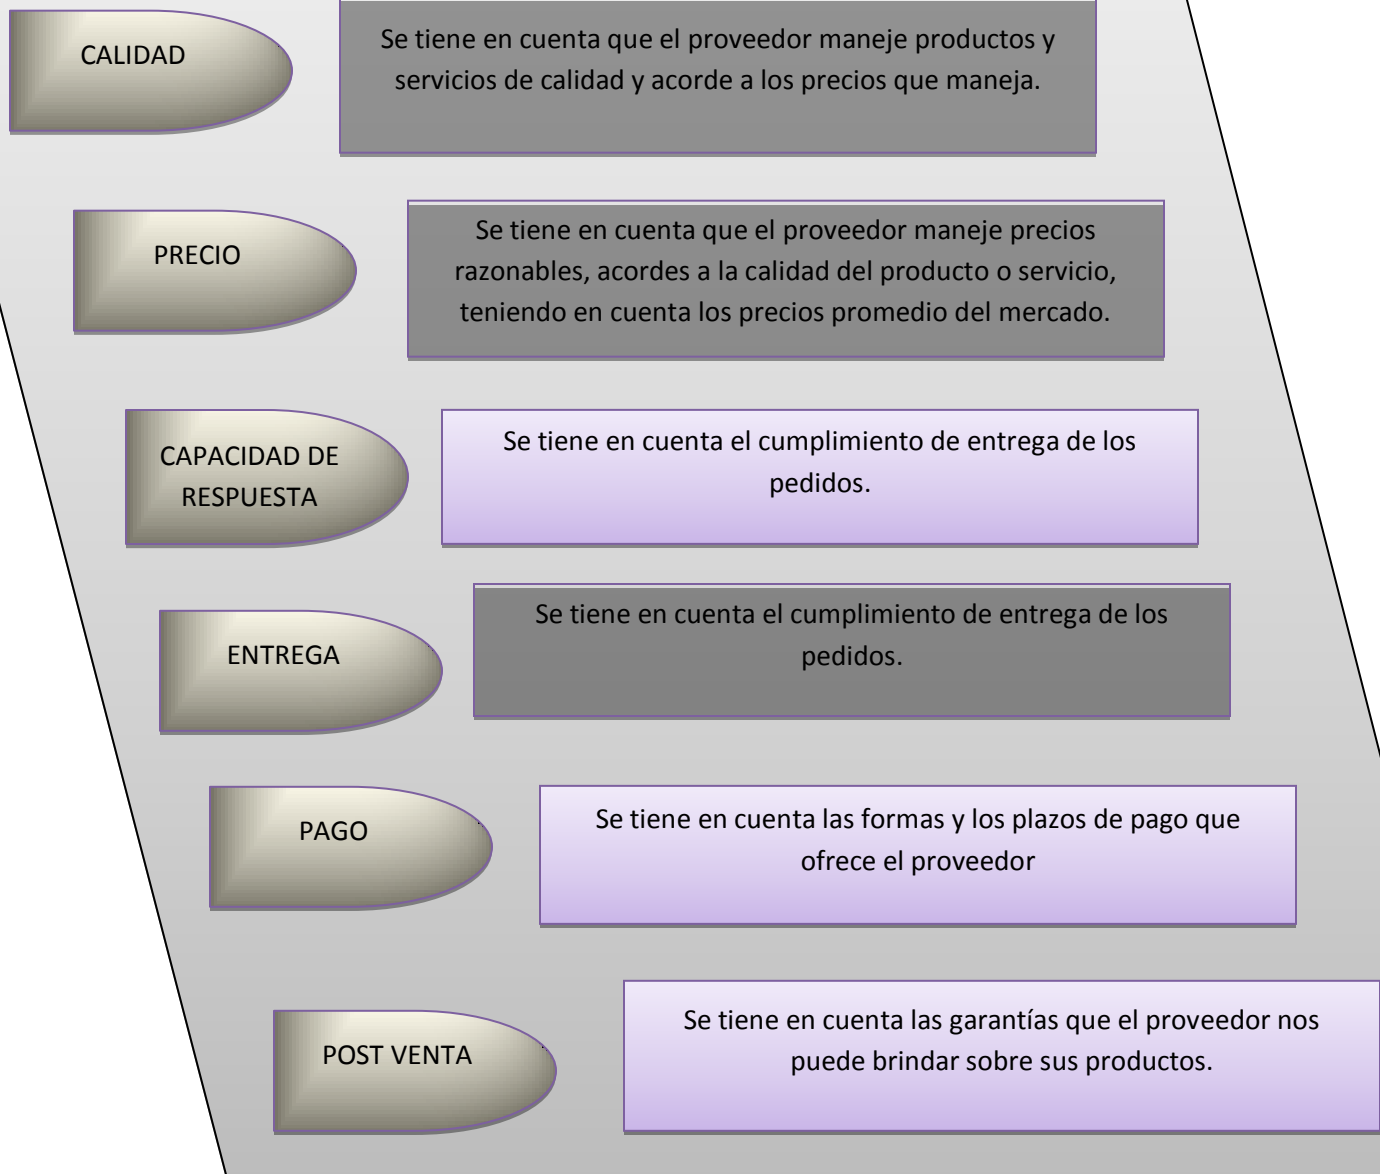 CALIDAD
Se tiene en cuenta que el proveedor maneje productos y
servicios de calidad y acorde a los precios que maneja.
PRECIO
Se tiene en cuenta que el proveedor maneje precios
razonables, acordes a la calidad del producto o servicio,
teniendo en cuenta los precios promedio del mercado.
CAPACIDAD DE
RESPUESTA
Se tiene en cuenta el cumplimiento de entrega de los
pedidos.
ENTREGA
Se tiene en cuenta el cumplimiento de entrega de los
pedidos.
PAGO
Se tiene en cuenta las formas y los plazos de pago que
ofrece el proveedor
POST VENTA
Se tiene en cuenta las garantías que el proveedor nos
puede brindar sobre sus productos.